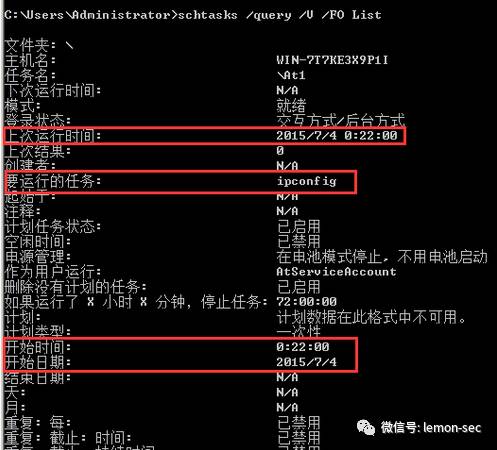 C:\Users\Administrator>schtasks /query /V /FO List
文件夹: \
主机名: WIN-7T7KE3X9P1I
任务名: \At1
下次运行时间: N/A
模式: 就绪
登录状态: 交互方式/后台方式
上次运行时间: 2015/7/4 0:22:00
上次结果: 0
创建者: N/A
要运行的任务: ipconfig
起始于: N/A
注释: N/A
计划任务状态: 已启用
空闲时间: 已禁用
电源管理: 在电池模式停止, 不用电池启动
作为用户运行: AtServiceAccount
删除没有计划的任务: 已启用
如果运行了 X 小时 X 分钟，停止任务: 72:00:00
计划: 计划数据在此格式中不可用。
计划类型: 一次性
开始时间: 0:22:00
开始日期: 2015/7/4
结束日期: N/A
天: N/A
月: N/A
重复: 每: 已禁用
重复: 截止: 时间: 已禁用
重复: 截止: 持续时间: 已禁用
微信号: lemon-sec